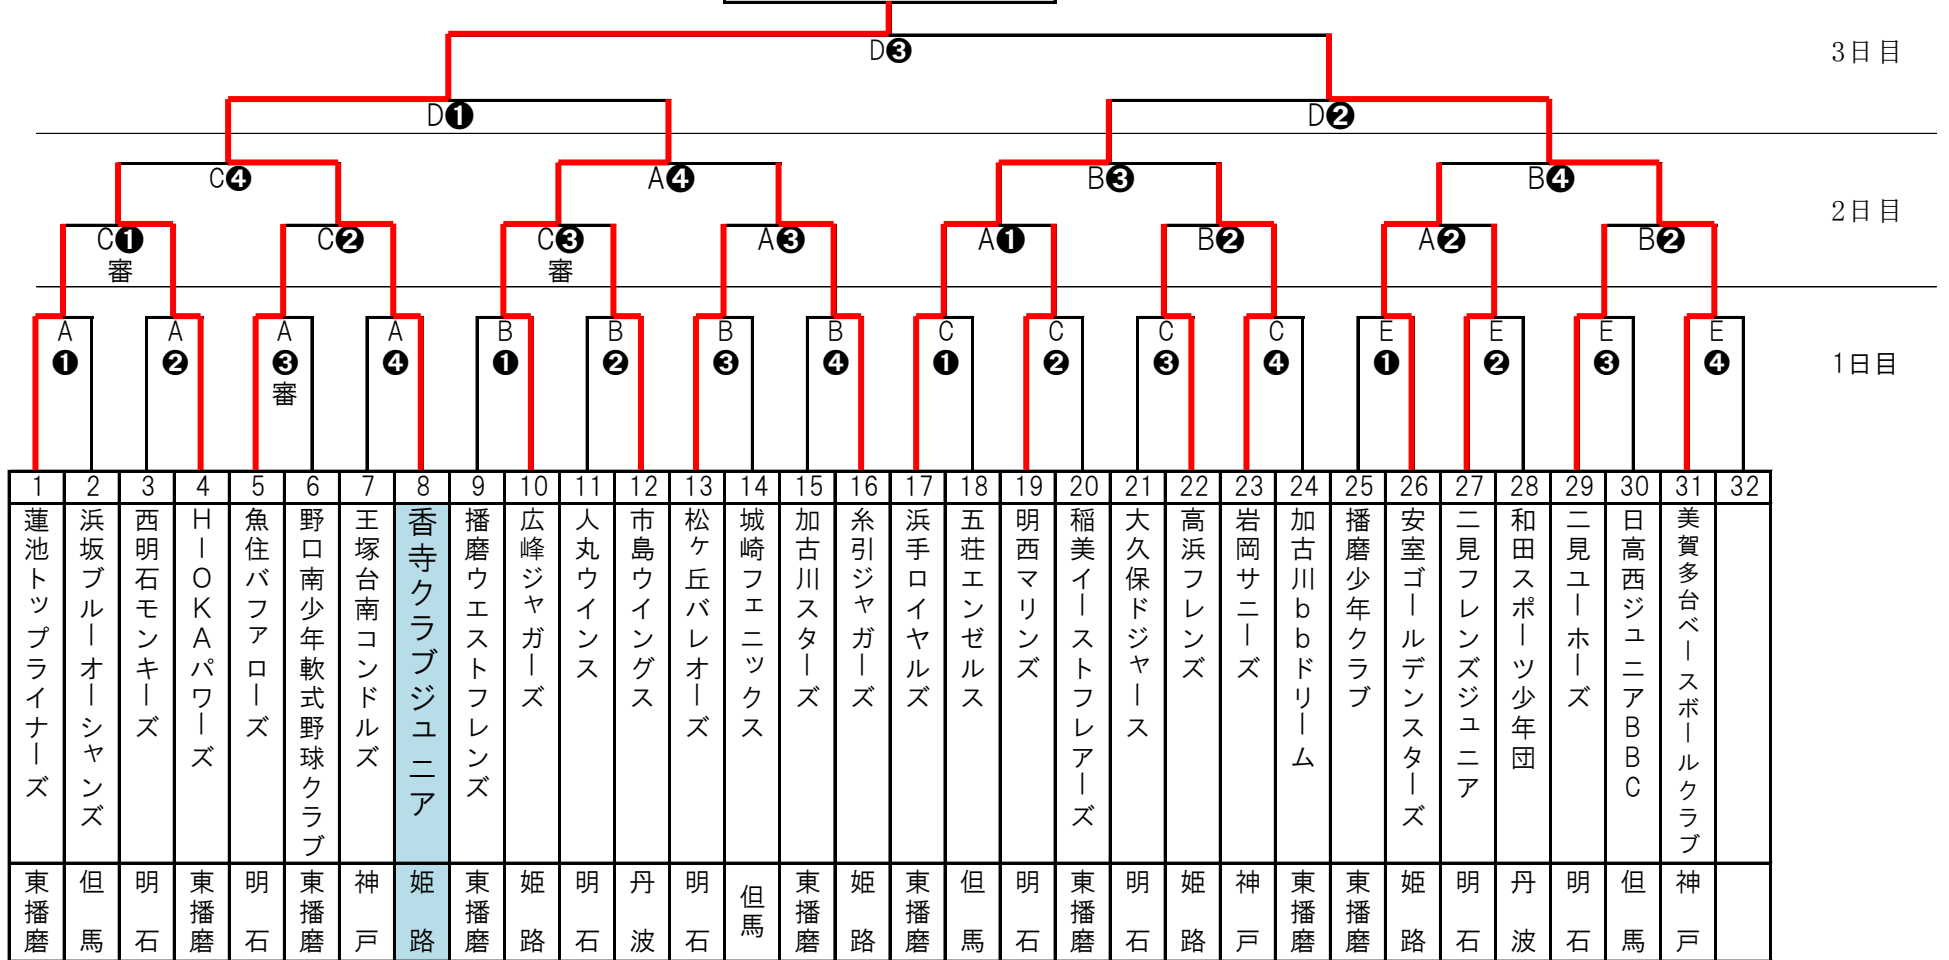 D❸
3日目
D❶
D❷
C❹
A❹
B❸
B❹
2日目
C❶
審
C❷
C❸
審
A❸
A❶
B❷
A❷
B❷
A❶
A❷
A❸
審
A❹
B❶
B❷
B❸
B❹
C❶
C❷
C❸
C❹
E❶
E❷
E❸
E❹
1日目
1 2 3 4 5 6 7 8 9 10 11 12 13 14 15 16 17 18 19 20 21 22 23 24 25 26 27 28 29 30 31 32
蓮池トップライナーズ
浜坂ブルーオーシャンズ
西明石モンキーズ
HIOKAパワーズ
魚住バファローズ
野口南少年軟式野球クラブ
王塚台南コンドルズ
香寺クラブジュニア
播磨ウエストフレンズ
広峰ジャガーズ
人丸ウインス
市島ウイングス
松ケ丘バレオーズ
城崎フェニックス
加古川スターズ
糸引ジャガーズ
浜手ロイヤルズ
五荘エンゼルス
明西マリンズ
稲美イーストフレアーズ
大久保ドジャース
高浜フレンズ
岩岡サニーズ
加古川bbドリーム
播磨少年クラブ
安室ゴールデンスターズ
二見フレンズジュニア
和田スポーツ少年団
二見ユーホーズ
日高西ジュニアBBC
美賀多台ベースボールクラブ
東播磨
但馬
明石
東播磨
明石
東播磨
神戸
姫路
東播磨
姫路
明石
丹波
明石
但馬
東播磨
姫路
東播磨
但馬
明石
東播磨
明石
姫路
神戸
東播磨
東播磨
姫路
明石
丹波
明石
但馬
神戸